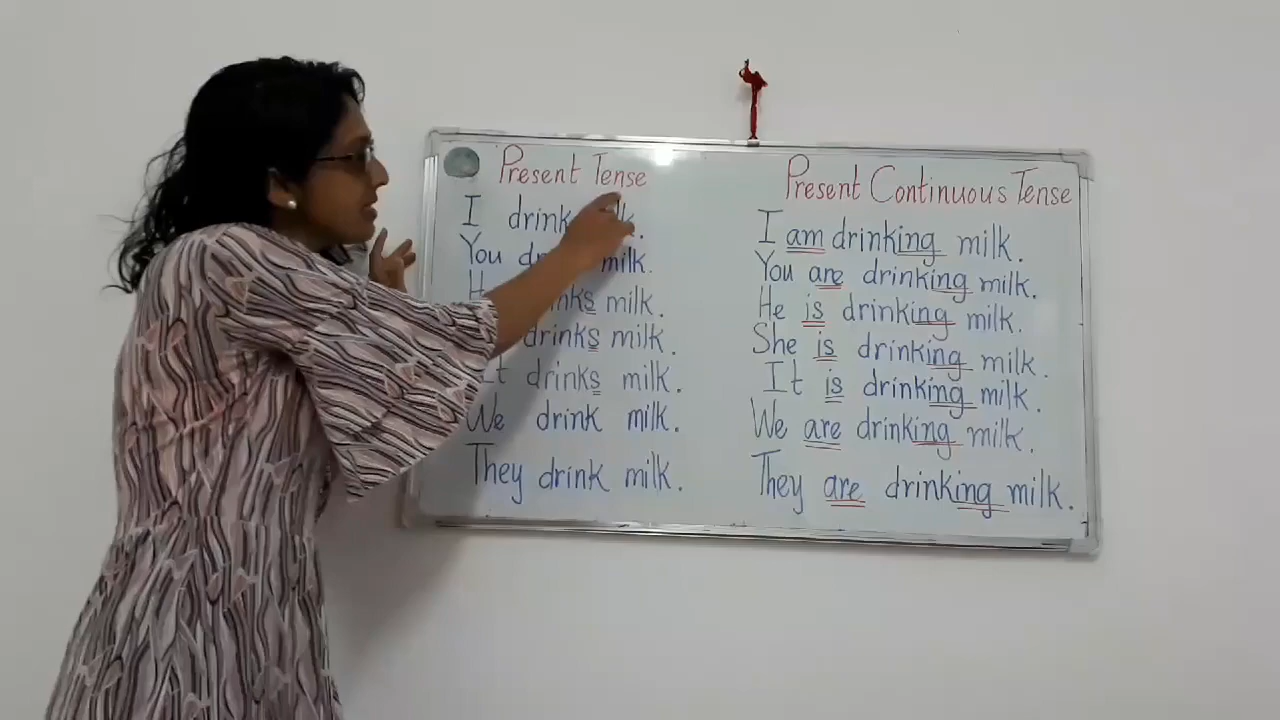 Present Tense
I drink milk.
You milk.
milk.
drinks milk.
It drinks milk.
We drink milk.
They drink milk.
Present Continuous Tense
I am drinking milk.
You are drinking milk.
He is drinking milk.
She is drinking milk.
It is drinking milk.
We are drinking milk.
They are drinking milk.